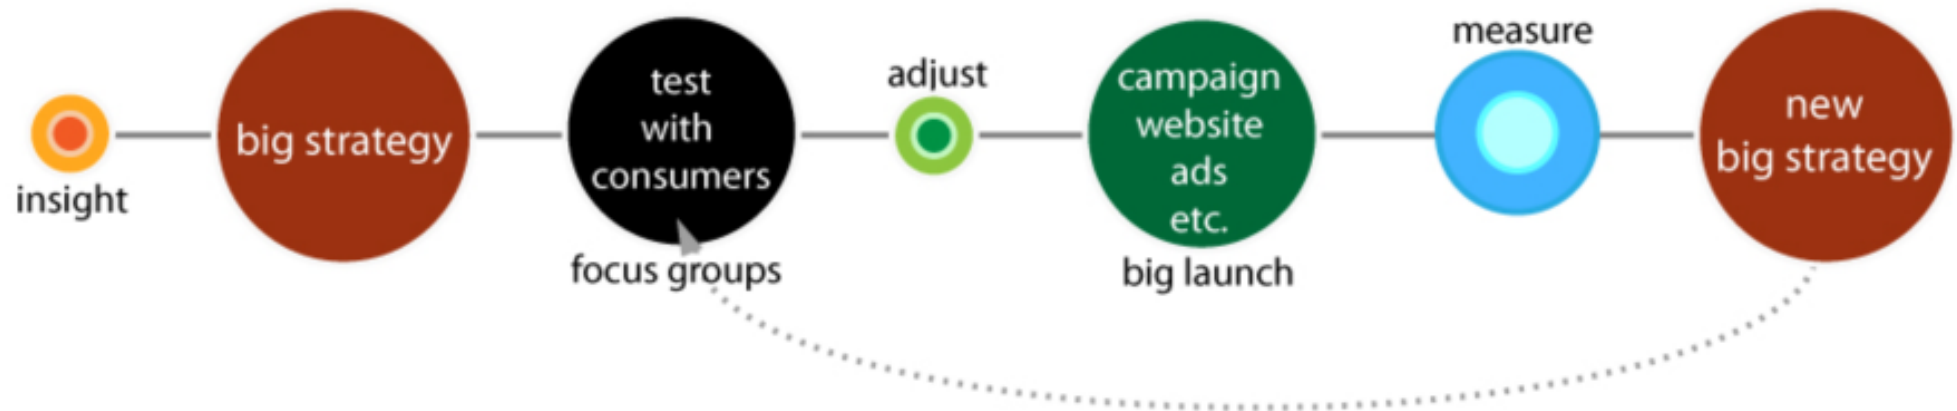 insight
big strategy
test
with
consumers
focus groups
adjust
campaign
website
ads
etc.
big launch
measure
new
big strategy